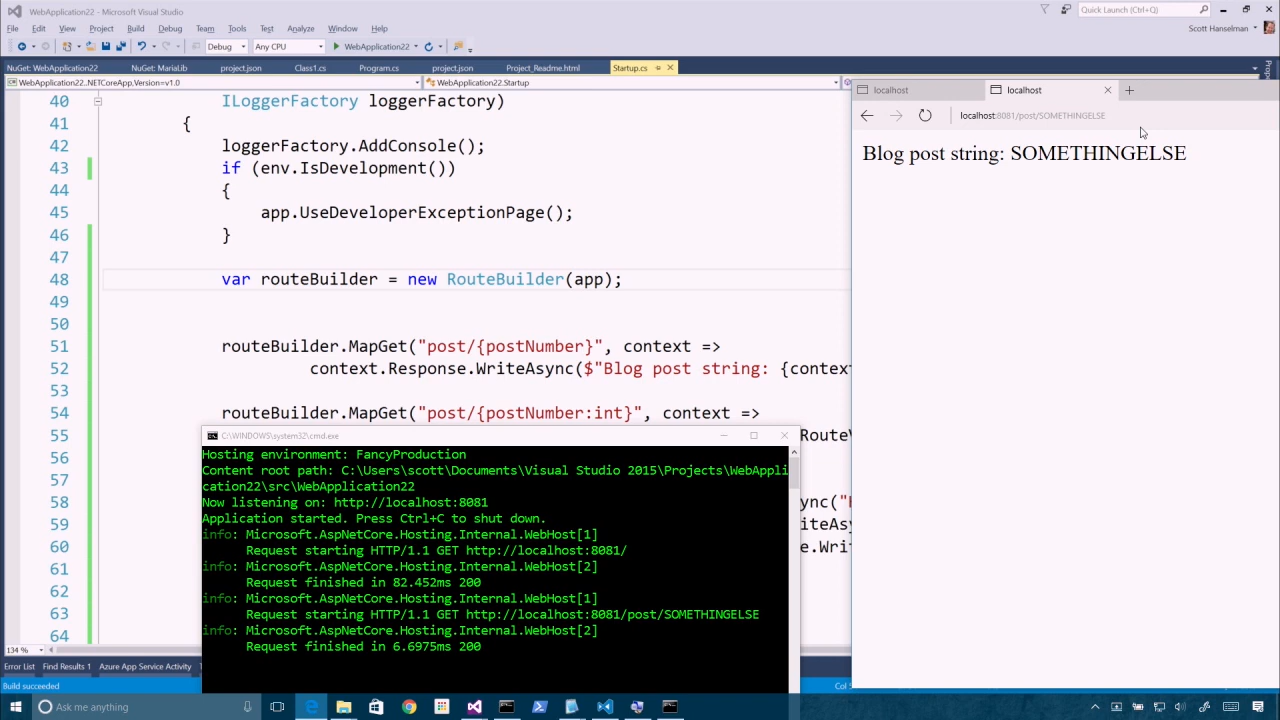 WebApplication22 - Microsoft Visual Studio
Quick Launch (Ctrl+Q)
File Edit View Project Build Debug Team Tools Test Analyze Window Help
Scott Hanselman
Debug Any CPU WebApplication22
NuGet: WebApplication22 NuGet: MariaLib project.json Class1.cs Program.cs project.json Project_Readme.html Startup.cs
WebApplication22..NETCoreApp,Version=v1.0 WebApplication22.Startup
40 ILoggerFactory loggerFactory)
41 {
42 loggerFactory.AddConsole();
43 if (env.IsDevelopment())
44 {
45 app.UseDeveloperExceptionPage();
46 }
47
48 var routeBuilder = new RouteBuilder(app);
49
50
51 routeBuilder.MapGet("post/{postNumber}", context =>
52 context.Response.WriteAsync($"Blog post string: {context
53
54 routeBuilder.MapGet("post/{postNumber:int}", context =>
55 RouteV
56
57
58 ync("
59 iteAsy
60 e.Writ
61
62
63
64
localhost localhost
localhost:8081/post/SOMETHINGELSE
Blog post string: SOMETHINGELSE
C:\WINDOWS\system32\cmd.exe
Hosting environment: FancyProduction
Content root path: C:\Users\scott\Documents\Visual Studio 2015\Projects\WebAppli
cation22\src\WebApplication22
Now listening on: http://localhost:8081
Application started. Press Ctrl+C to shut down.
info: Microsoft.AspNetCore.Hosting.Internal.WebHost[1]
Request starting HTTP/1.1 GET http://localhost:8081/
info: Microsoft.AspNetCore.Hosting.Internal.WebHost[2]
Request finished in 82.452ms 200
info: Microsoft.AspNetCore.Hosting.Internal.WebHost[1]
Request starting HTTP/1.1 GET http://localhost:8081/post/SOMETHINGELSE
info: Microsoft.AspNetCore.Hosting.Internal.WebHost[2]
Request finished in 6.6975ms 200
134 %
Error List Find Results 1 Azure App Service Activity
Build succeeded
Col
Ask me anything